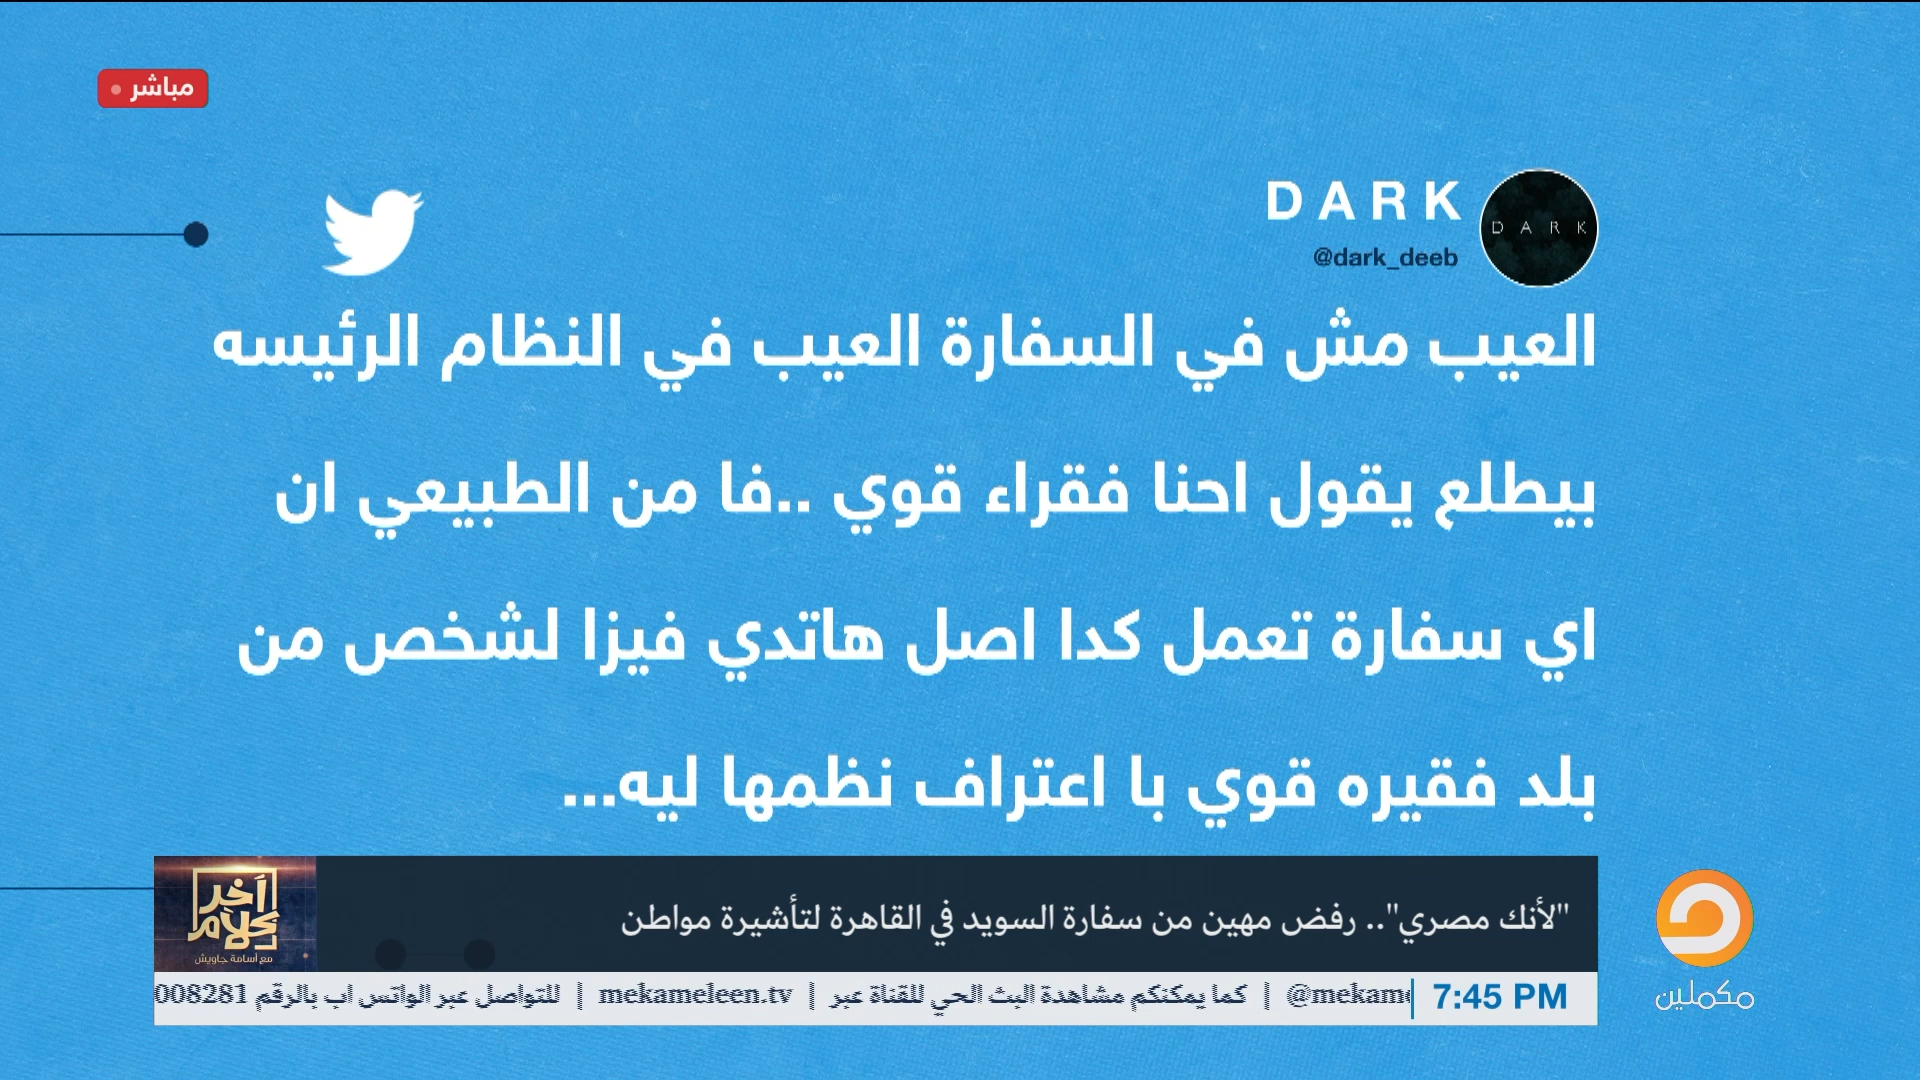 مباشر
DARK
DARK
@dark_deeb
العيب مش في السفارة العيب في النظام الرئيسه
بيطلع يقول احنا فقراء قوي ..فا من الطبيعي ان
اي سفارة تعمل كدا اصل هاتدي فيزا لشخص من
بلد فقيره قوي با اعتراف نظمها ليه...
آخر
كلام
مع أسامة جاويش
"لأنك مصري".. رفض مهين من سفارة السويد في القاهرة لتأشيرة مواطن
7:45 PM
@mekame | كما يمكنكم مشاهدة البث الحي للقناة عبر | mekameleen.tv | للتواصل عبر الواتس اب بالرقم 008281
مكملين